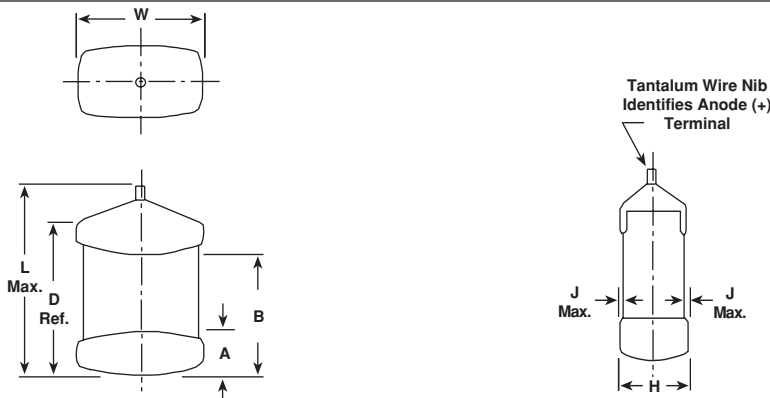 W
Tantalum Wire Nib
Identifies Anode (+)
Terminal
L
Max.
D
Ref.
B
A
J
Max.
J
Max.
H